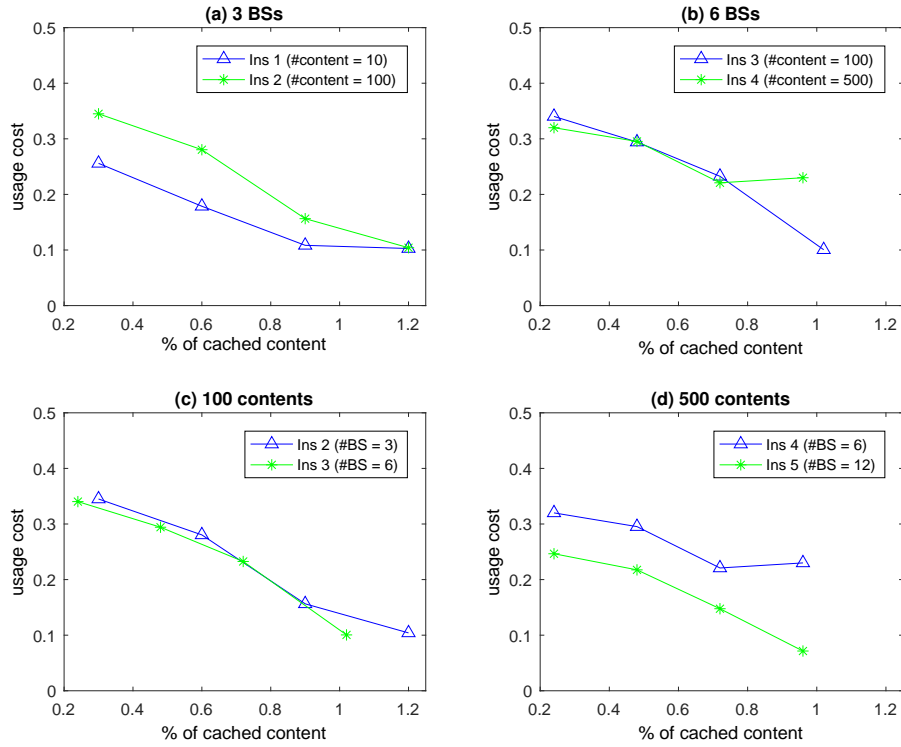 (a) 3 BSs
0.5
0.4
0.3
0.2
0.1
0
usage cost
Ins 1 (#content = 10)
Ins 2 (#content = 100)
0.2 0.4 0.6 0.8 1 1.2
% of cached content
(b) 6 BSs
0.5
0.4
0.3
0.2
0.1
0
usage cost
Ins 3 (#content = 100)
Ins 4 (#content = 500)
0.2 0.4 0.6 0.8 1 1.2
% of cached content
(c) 100 contents
0.5
0.4
0.3
0.2
0.1
0
usage cost
Ins 2 (#BS = 3)
Ins 3 (#BS = 6)
0.2 0.4 0.6 0.8 1 1.2
% of cached content
(d) 500 contents
0.5
0.4
0.3
0.2
0.1
0
usage cost
Ins 4 (#BS = 6)
Ins 5 (#BS = 12)
0.2 0.4 0.6 0.8 1 1.2
% of cached content